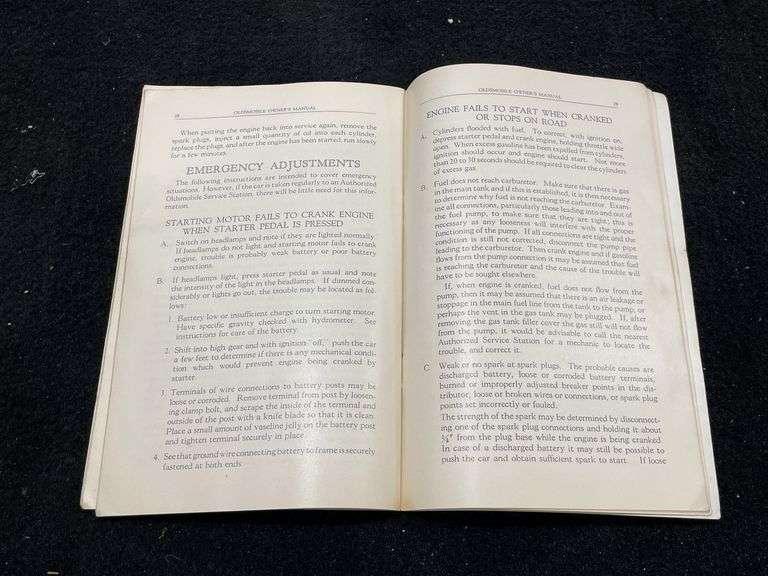 28
OLDSMOBILE OWNER'S MANUAL
When putting the engine back into service again, remove the
spark plugs, inject a small quantity of oil into each cylinder,
replace the plugs, and after the engine has been started, run slowly
for a few minutes.
EMERGENCY ADJUSTMENTS
The following instructions are intended to cover emergency
situations. However, if the car is taken regularly to an Authorized
Oldsmobile Service Station, there will be little need for this infor-
mation.
STARTING MOTOR FAILS TO CRANK ENGINE
WHEN STARTER PEDAL IS PRESSED
A. Switch on headlamps and note if they are lighted normally.
If headlamps do not light and starting motor fails to crank
engine, trouble is probably weak battery or poor battery
connections.
B. If headlamps light, press starter pedal as usual and note
the intensity of the light in the headlamps. If dimmed con-
siderably or lights go out, the trouble may be located as fol-
lows:
1. Battery low or insufficient charge to turn starting motor.
Have specific gravity checked with hydrometer. See
instructions for care of the battery.
2. Shift into high gear and with ignition "off," push the car
a few feet to determine if there is any mechanical condi-
tion which would prevent engine being cranked by
starter.
3. Terminals of wire connections to battery posts may be
loose or corroded. Remove terminal from post by loosen-
ing clamp bolt, and scrape the inside of the terminal and
outside of the post with a knife blade so that it is clean.
Place a small amount of vaseline jelly on the battery post
and tighten terminal securely in place.
4. See that ground wire connecting battery to frame is securely
fastened at both ends.
OLDSMOBILE OWNER'S MANUAL
29
ENGINE FAILS TO START WHEN CRANKED
OR STOPS ON ROAD
A. Cylinders flooded with fuel. To correct, with ignition on,
depress starter pedal and crank engine, holding throttle wide
open. When excess gasoline has been expelled from cylinders,
ignition should occur and engine should start. Not more
than 20 to 30 seconds should be required to clear the cylinders
of excess gas.
B. Fuel does not reach carburetor. Make sure that there is gas
in the main tank and if this is established, it is then necessary
to determine why fuel is not reaching the carburetor. Exam-
ine all connections, particularly those leading into and out of
the fuel pump, to make sure that they are tight; this is
necessary as any looseness will interfere with the proper
functioning of the pump. If all connections are tight and the
condition is still not corrected, disconnect the pump pipe
leading to the carburetor. Then crank engine and if gasoline
flows from the pump connection it may be assumed that fuel
is reaching the carburetor and the cause of the trouble will
have to be sought elsewhere.
If, when engine is cranked, fuel does not flow from the
pump, then it may be assumed that there is an air leakage or
stoppage in the main fuel line from the tank to the pump, or
perhaps the vent in the gas tank may be plugged. If, after
removing the gas tank filler cover the gas still will not flow
from the pump, it would be advisable to call the nearest
Authorized Service Station for a mechanic to locate the
trouble, and correct it.
C. Weak or no spark at spark plugs. The probable causes are
discharged battery, loose or corroded battery terminals,
burned or improperly adjusted breaker points in the dis-
tributor, loose or broken wires or connections, or spark plug
points set incorrectly or fouled.
The strength of the spark may be determined by disconnect-
ing one of the spark plug connections and holding it about
from the plug base while the engine is being cranked.
In case of a discharged battery it may still be possible to
push the car and obtain sufficient spark to start. If loose